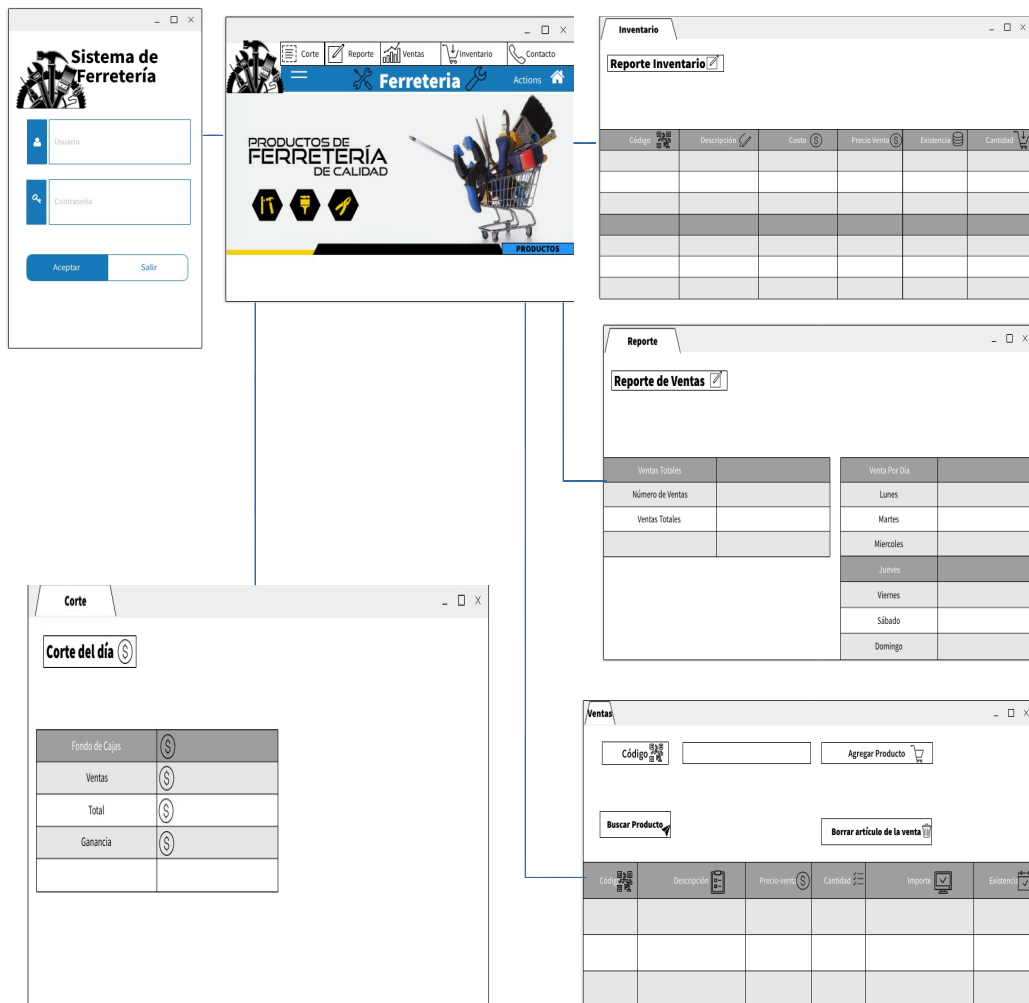 Sistema de
Ferretería
Usuario
Contraseña
Aceptar
Salir
Corte
Reporte
Ventas
Inventario
Contacto
Ferreteria
Actions
PRODUCTOS DE
FERRETERÍA
DE CALIDAD
PRODUCTOS
Inventario
Reporte Inventario
Código
Descripción
Costo
Precio Venta
Existencia
Cantidad
Reporte
Reporte de Ventas
Ventas Totales
Número de Ventas
Ventas Totales
Venta Por Día
Lunes
Martes
Miercoles
Jueves
Viernes
Sábado
Domingo
Corte
Corte del día
Fondo de Cajas
Ventas
Total
Ganancia
Ventas
Código
Agregar Producto
Buscar Producto
Borrar artículo de la venta
Código
Descripción
Precio-venta
Cantidad
Importe
Existencia